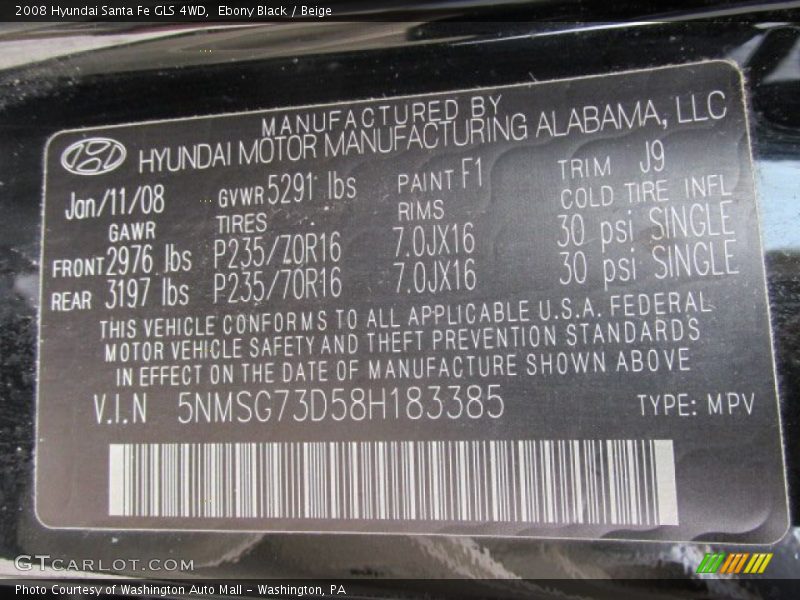 2008 Hyundai Santa Fe GLS 4WD, Ebony Black / Beige
MANUFACTURED BY
HYUNDAI MOTOR MANUFACTURING ALABAMA, LLC
Jan/11/08 GVWR 5291 lbs PAINT F1 TRIM J9
GAWR TIRES RIMS COLD TIRE INFL
FRONT 2976 lbs P235/70R16 7.0JX16 30 psi SINGLE
REAR 3197 lbs P235/70R16 7.0JX16 30 psi SINGLE
THIS VEHICLE CONFORMS TO ALL APPLICABLE U.S.A. FEDERAL
MOTOR VEHICLE SAFETY AND THEFT PREVENTION STANDARDS
IN EFFECT ON THE DATE OF MANUFACTURE SHOWN ABOVE
V.I.N 5NMSG73D58H183385 TYPE: MPV
GTCARLOT.COM
Photo Courtesy of Washington Auto Mall - Washington, PA